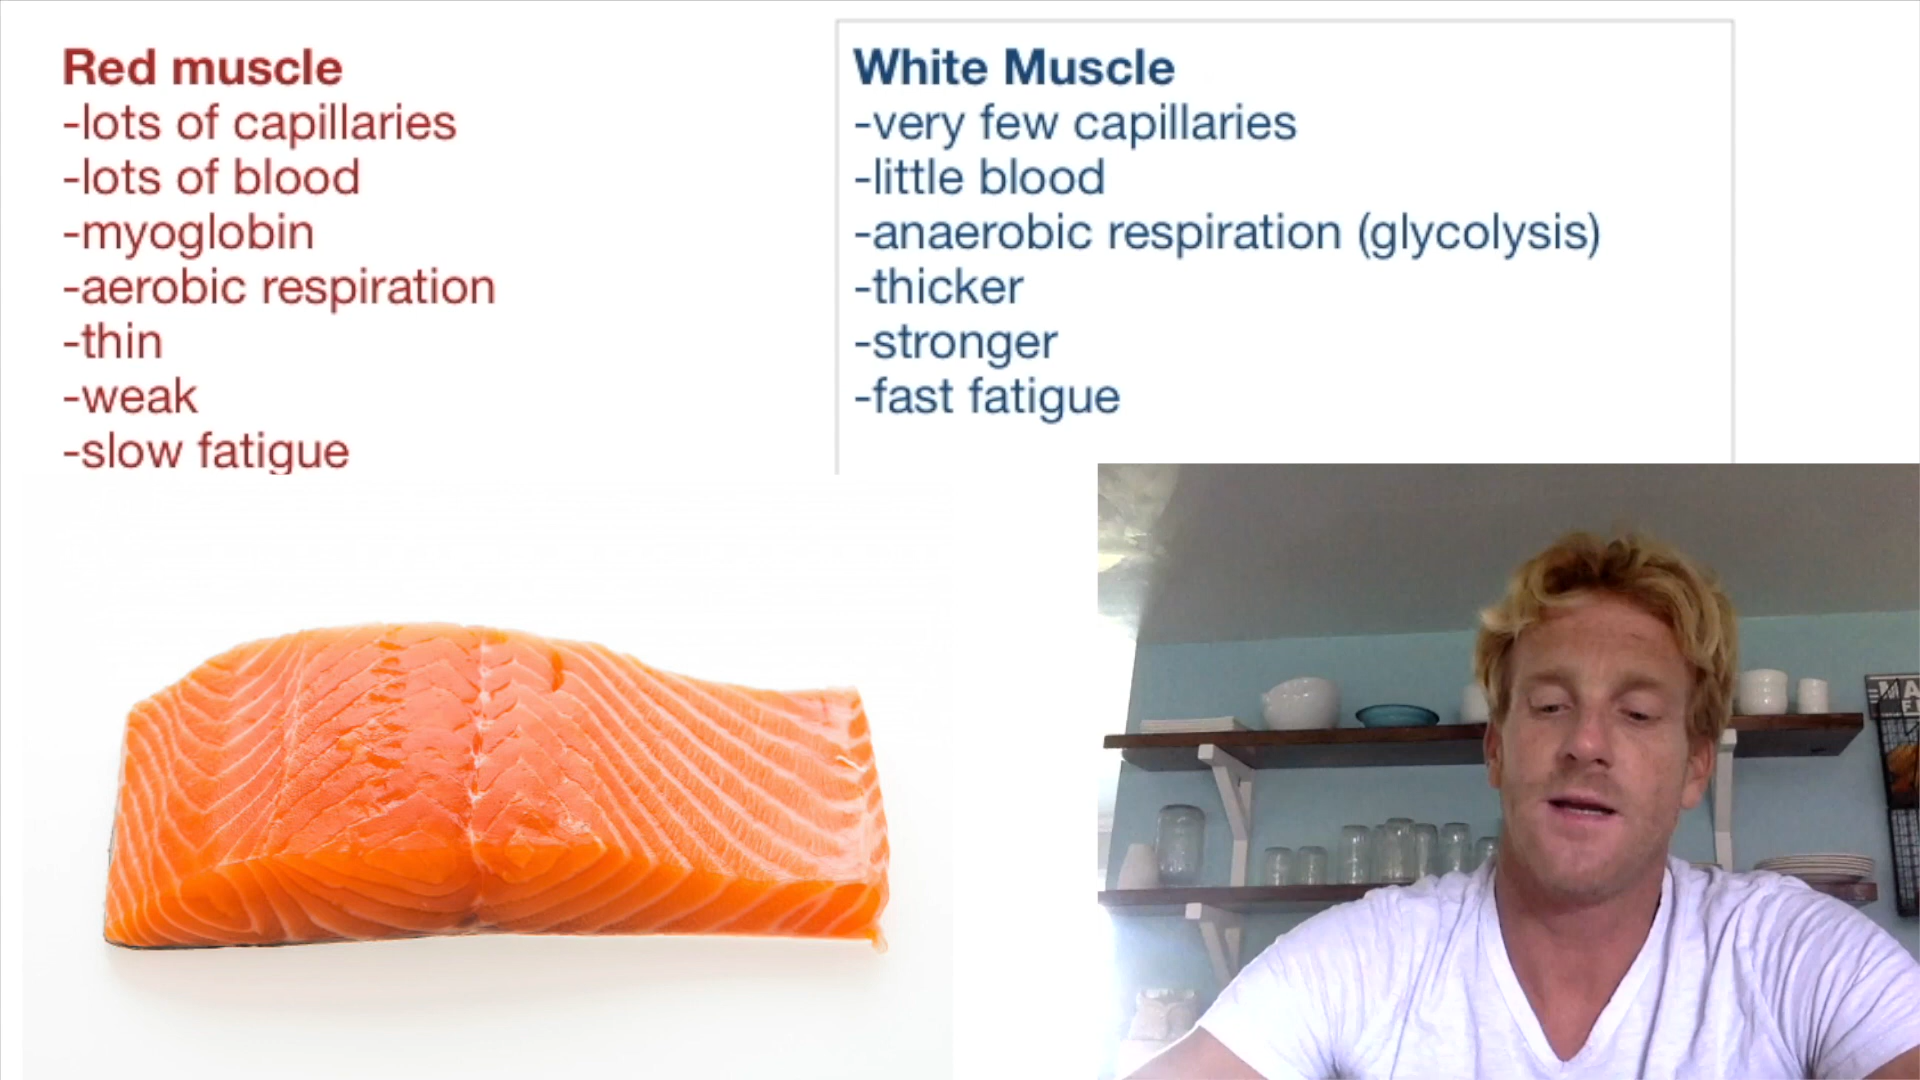 Red muscle
-lots of capillaries
-lots of blood
-myoglobin
-aerobic respiration
-thin
-weak
-slow fatigue
White Muscle
-very few capillaries
-little blood
-anaerobic respiration (glycolysis)
-thicker
-stronger
-fast fatigue